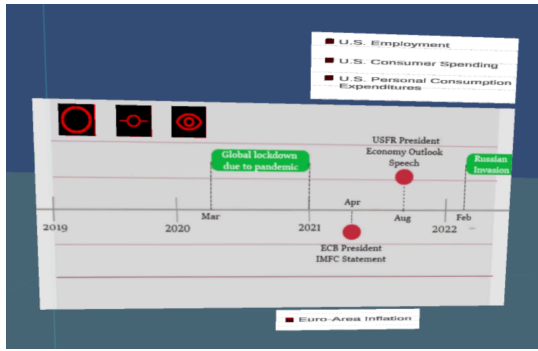 U.S. Employment
U.S. Consumer Spending
U.S. Personal Consumption
Expenditures
USFR President
Economy Outlook
Speech
Global lockdown
due to pandemic
Russian
Invasion
Apr
Mar
Aug
Feb
2019
2020
2021
2022
ECB President
IMFC Statement
Euro-Area Inflation